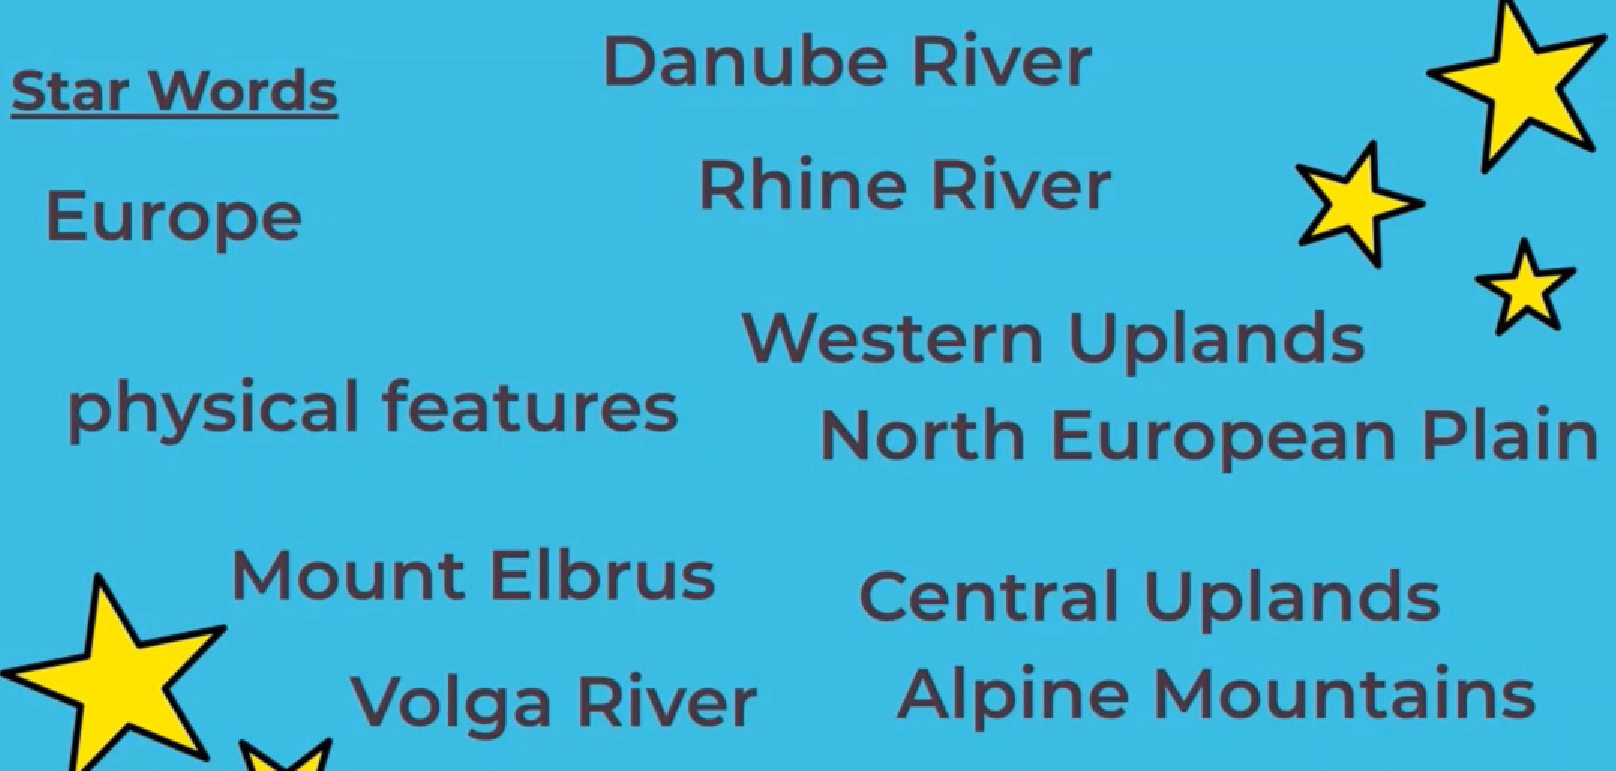 Star Words
Europe
physical features
Mount Elbrus
Volga River
Danube River
Rhine River
Western Uplands
North European Plain
Central Uplands
Alpine Mountains